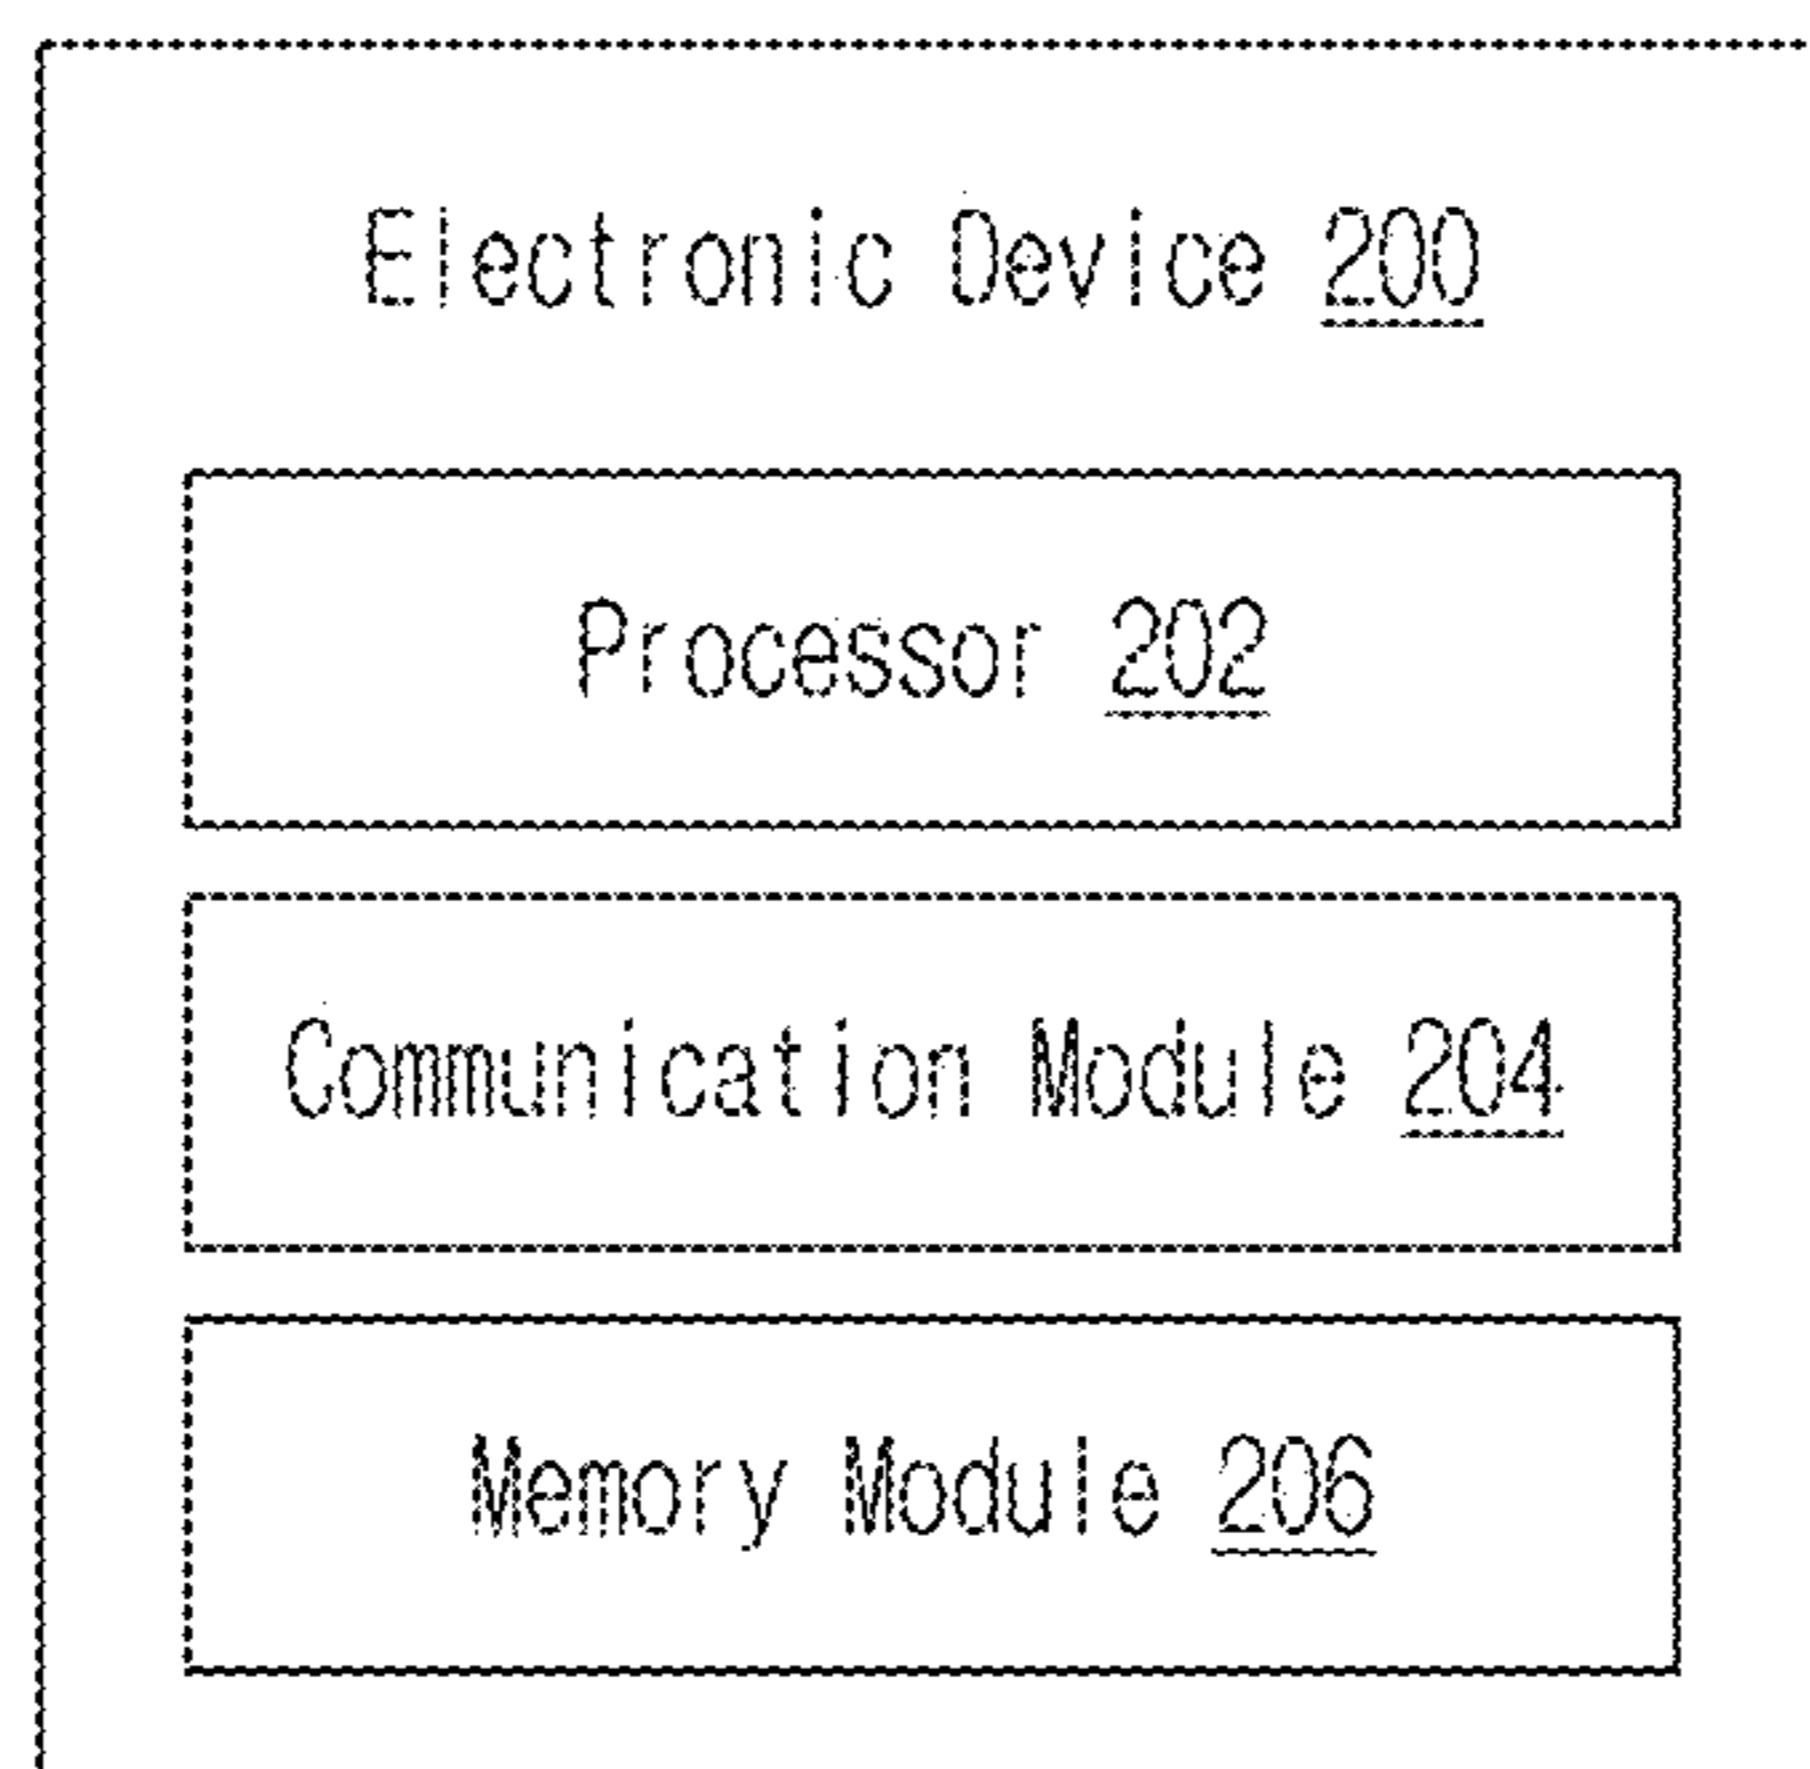 Electronic Device 200
Processor 202
Communication Module 204
Memory Module 206